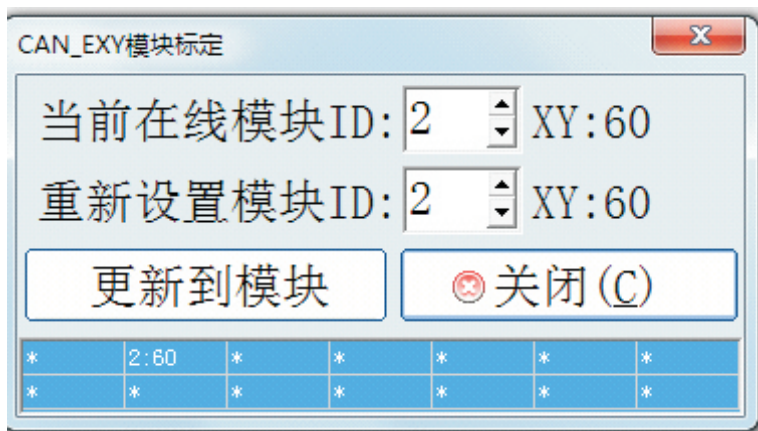 CAN_EXY模块标定
当前在线模块ID: 2 XY:60
重新设置模块ID: 2 XY:60
更新到模块 关闭(C)
* 2:60 * * * * *
* * * * * * *